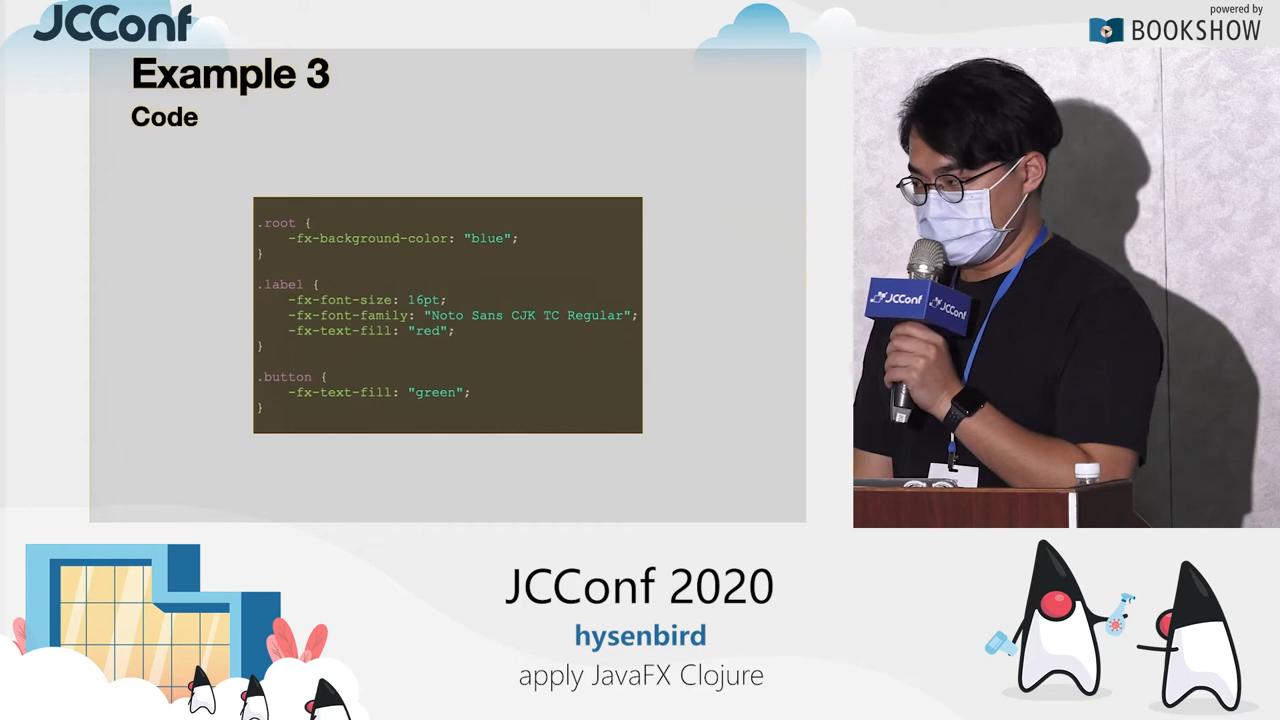 JCConf
powered by
BOOKSHOW
Example 3
Code
.root {
    -fx-background-color: "blue";
}
.label {
    -fx-font-size: 16pt;
    -fx-font-family: "Noto Sans CJK TC Regular";
    -fx-text-fill: "red";
}
.button {
    -fx-text-fill: "green";
}
JCConf
JCConf
JCConf 2020
hysenbird
apply JavaFX Clojure